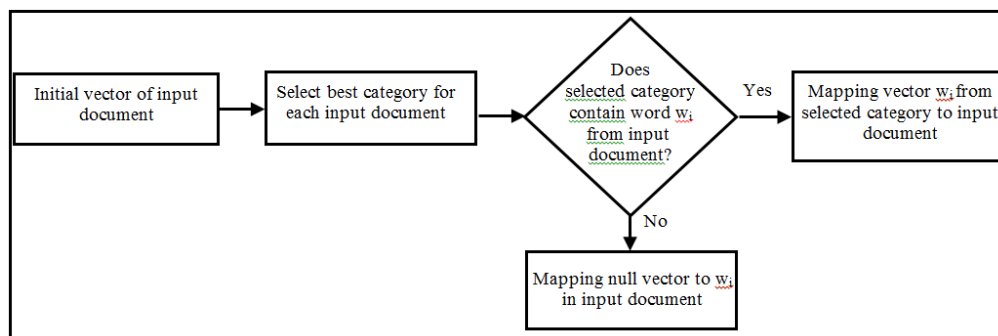 Initial vector of input
document
Select best category for
each input document
Does
selected category
contain word wᵢ
from input
document?
Yes
Mapping vector wᵢ from
selected category to input
document
No
Mapping null vector to wᵢ
in input document